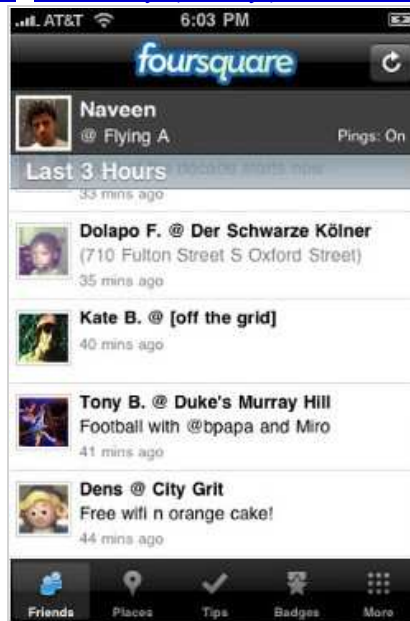 AT&T 6:03 PM
foursquare
Naveen
@ Flying A Pings: On
Last 3 Hours
33 mins ago
Dolapo F. @ Der Schwarze Kölner
(710 Fulton Street S Oxford Street)
35 mins ago
Kate B. @ [off the grid]
40 mins ago
Tony B. @ Duke's Murray Hill
Football with @bpapa and Miro
41 mins ago
Dens @ City Grit
Free wifi n orange cake!
44 mins ago
Friends Places Tips Badges More